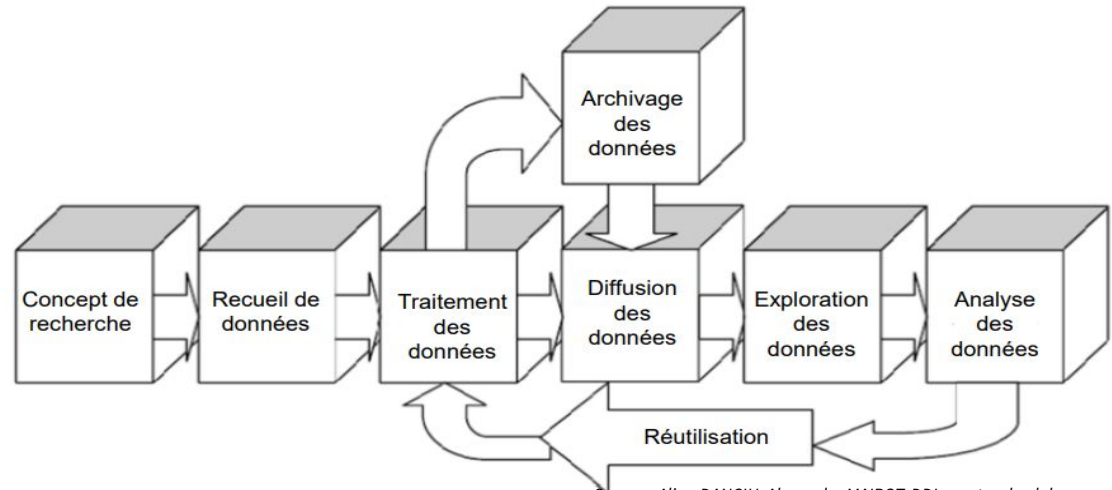 Archivage
des
données
Concept de
recherche
Recueil de
données
Traitement
des
données
Diffusion
des
données
Exploration
des
données
Analyse
des
données
Réutilisation